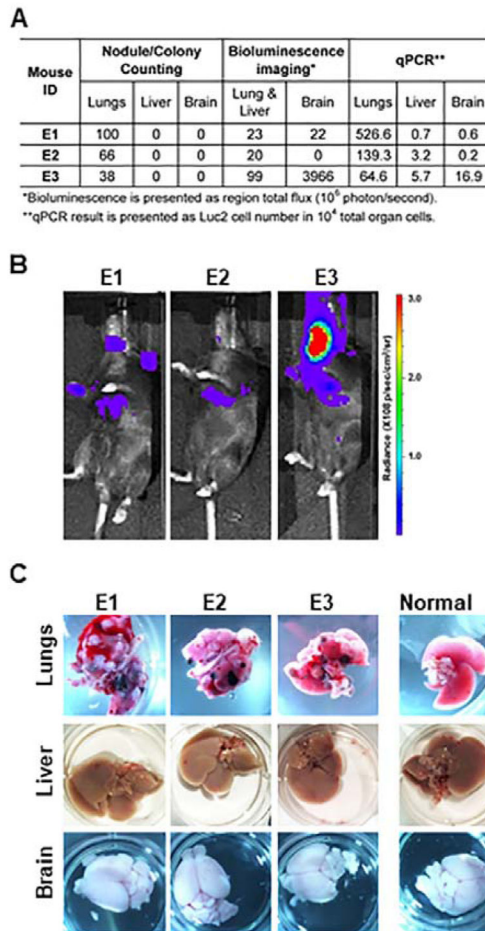 A
Mouse ID | Nodule/Colony Counting | Bioluminescence imaging* | qPCR**
Lungs | Liver | Brain | Lung & Liver | Brain | Lungs | Liver | Brain
E1 | 100 | 0 | 0 | 23 | 22 | 526.6 | 0.7 | 0.6
E2 | 66 | 0 | 0 | 20 | 0 | 139.3 | 3.2 | 0.2
E3 | 38 | 0 | 0 | 99 | 3966 | 64.6 | 5.7 | 16.9
*Bioluminescence is presented as region total flux (10⁶ photon/second).
**qPCR result is presented as Luc2 cell number in 10⁴ total organ cells.
B
E1 E2 E3
3.0
2.0
1.0
Radiance (X108 p/sec/cm²/sr)
C
E1 E2 E3 Normal
Lungs
Liver
Brain